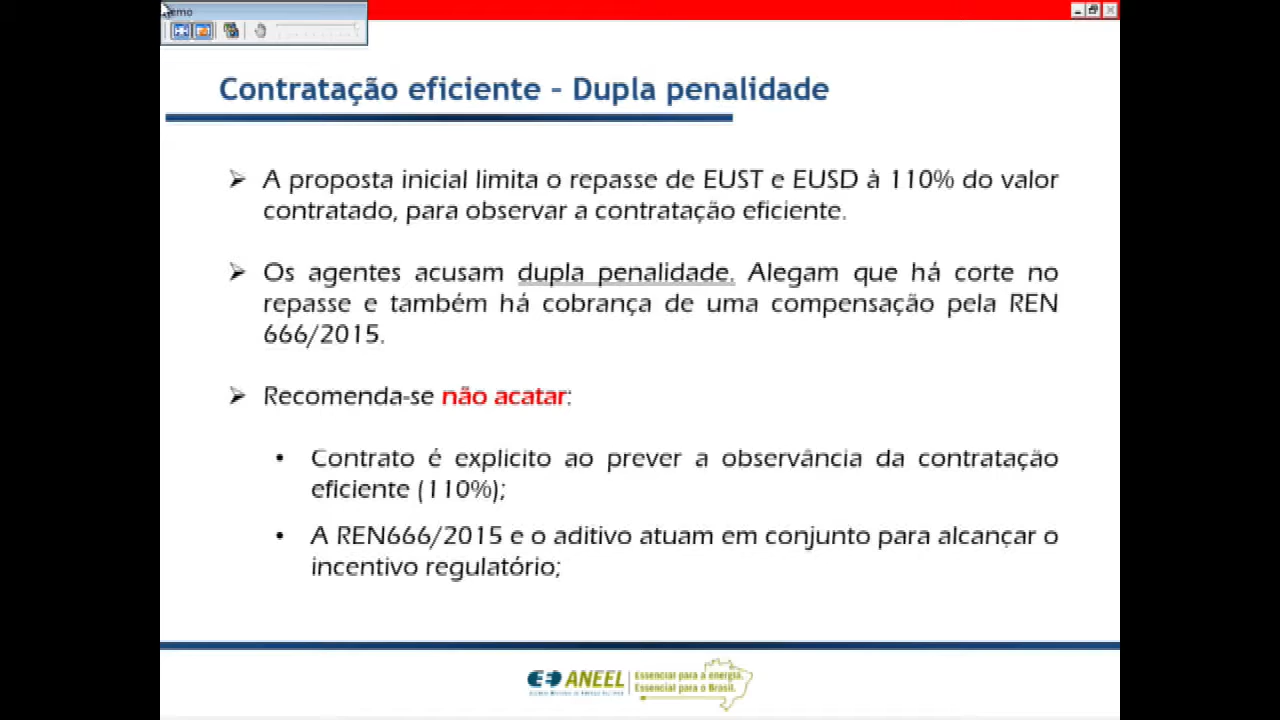 emo
Contratação eficiente – Dupla penalidade
A proposta inicial limita o repasse de EUST e EUSD à 110% do valor
contratado, para observar a contratação eficiente.
Os agentes acusam dupla penalidade. Alegam que há corte no
repasse e também há cobrança de uma compensação pela REN
666/2015.
Recomenda-se não acatar:
Contrato é explicito ao prever a observância da contratação
eficiente (110%);
A REN666/2015 e o aditivo atuam em conjunto para alcançar o
incentivo regulatório;
ANEEL
Essencial para a energia.
Essencial para o Brasil.